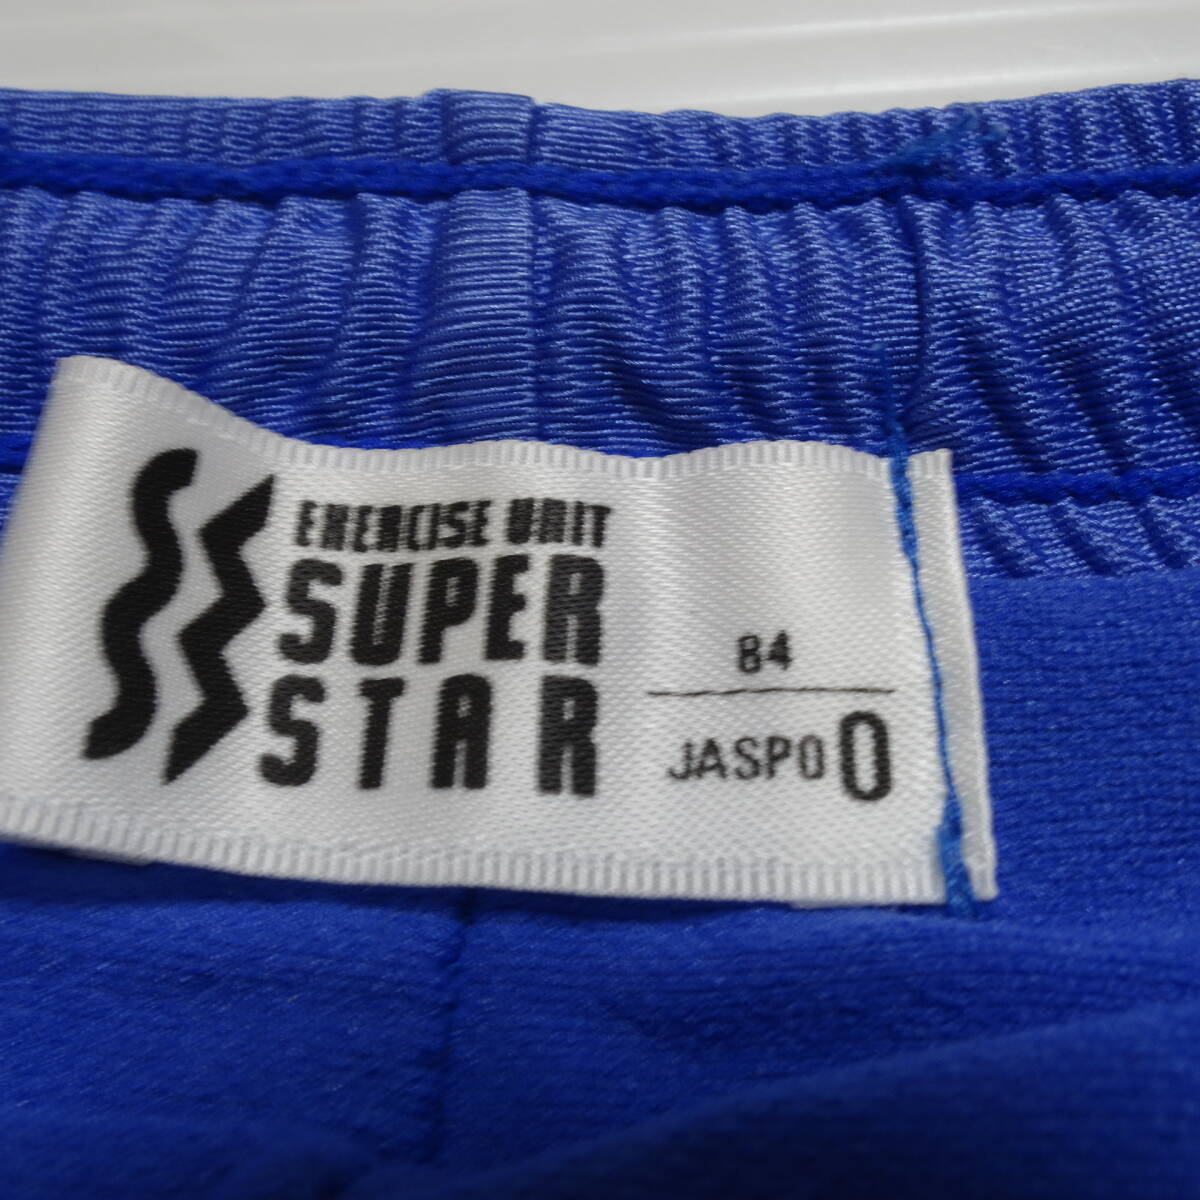 EXERCISE UNIT
SUPER
STAR
84
JASPO O